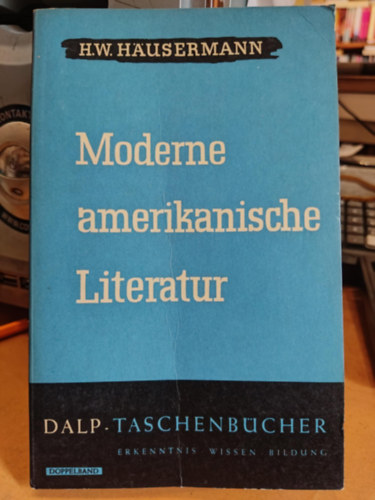 H.W. HÄUSERMANN
Moderne
amerikanische
Literatur
DALP-TASCHENBÜCHER
ERKENNTNIS WISSEN BILDUNG
DOPPELBAND